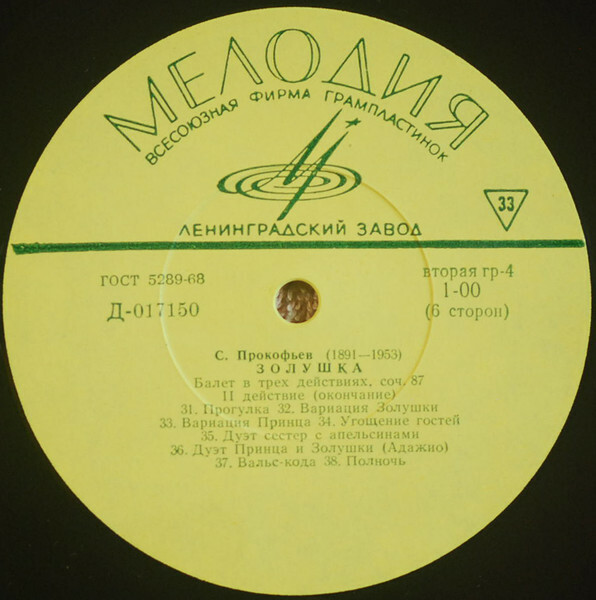 МЕЛОДИЯ
ВСЕСОЮЗНАЯ ФИРМА ГРАМПЛАСТИНОК
ЛЕНИНГРАДСКИЙ ЗАВОД
33
ГОСТ 5289-68
Д-017150
вторая гр-4
1-00
(6 сторон)
С. Прокофьев (1891—1953)
ЗОЛУШКА
Балет в трех действиях, соч. 87
II действие (окончание)
31. Прогулка 32. Вариация Золушки
33. Вариация Принца 34. Угощение гостей
35. Дуэт сестер с апельсинами
36. Дуэт Принца и Золушки (Адажио)
37. Вальс-кода 38. Полночь